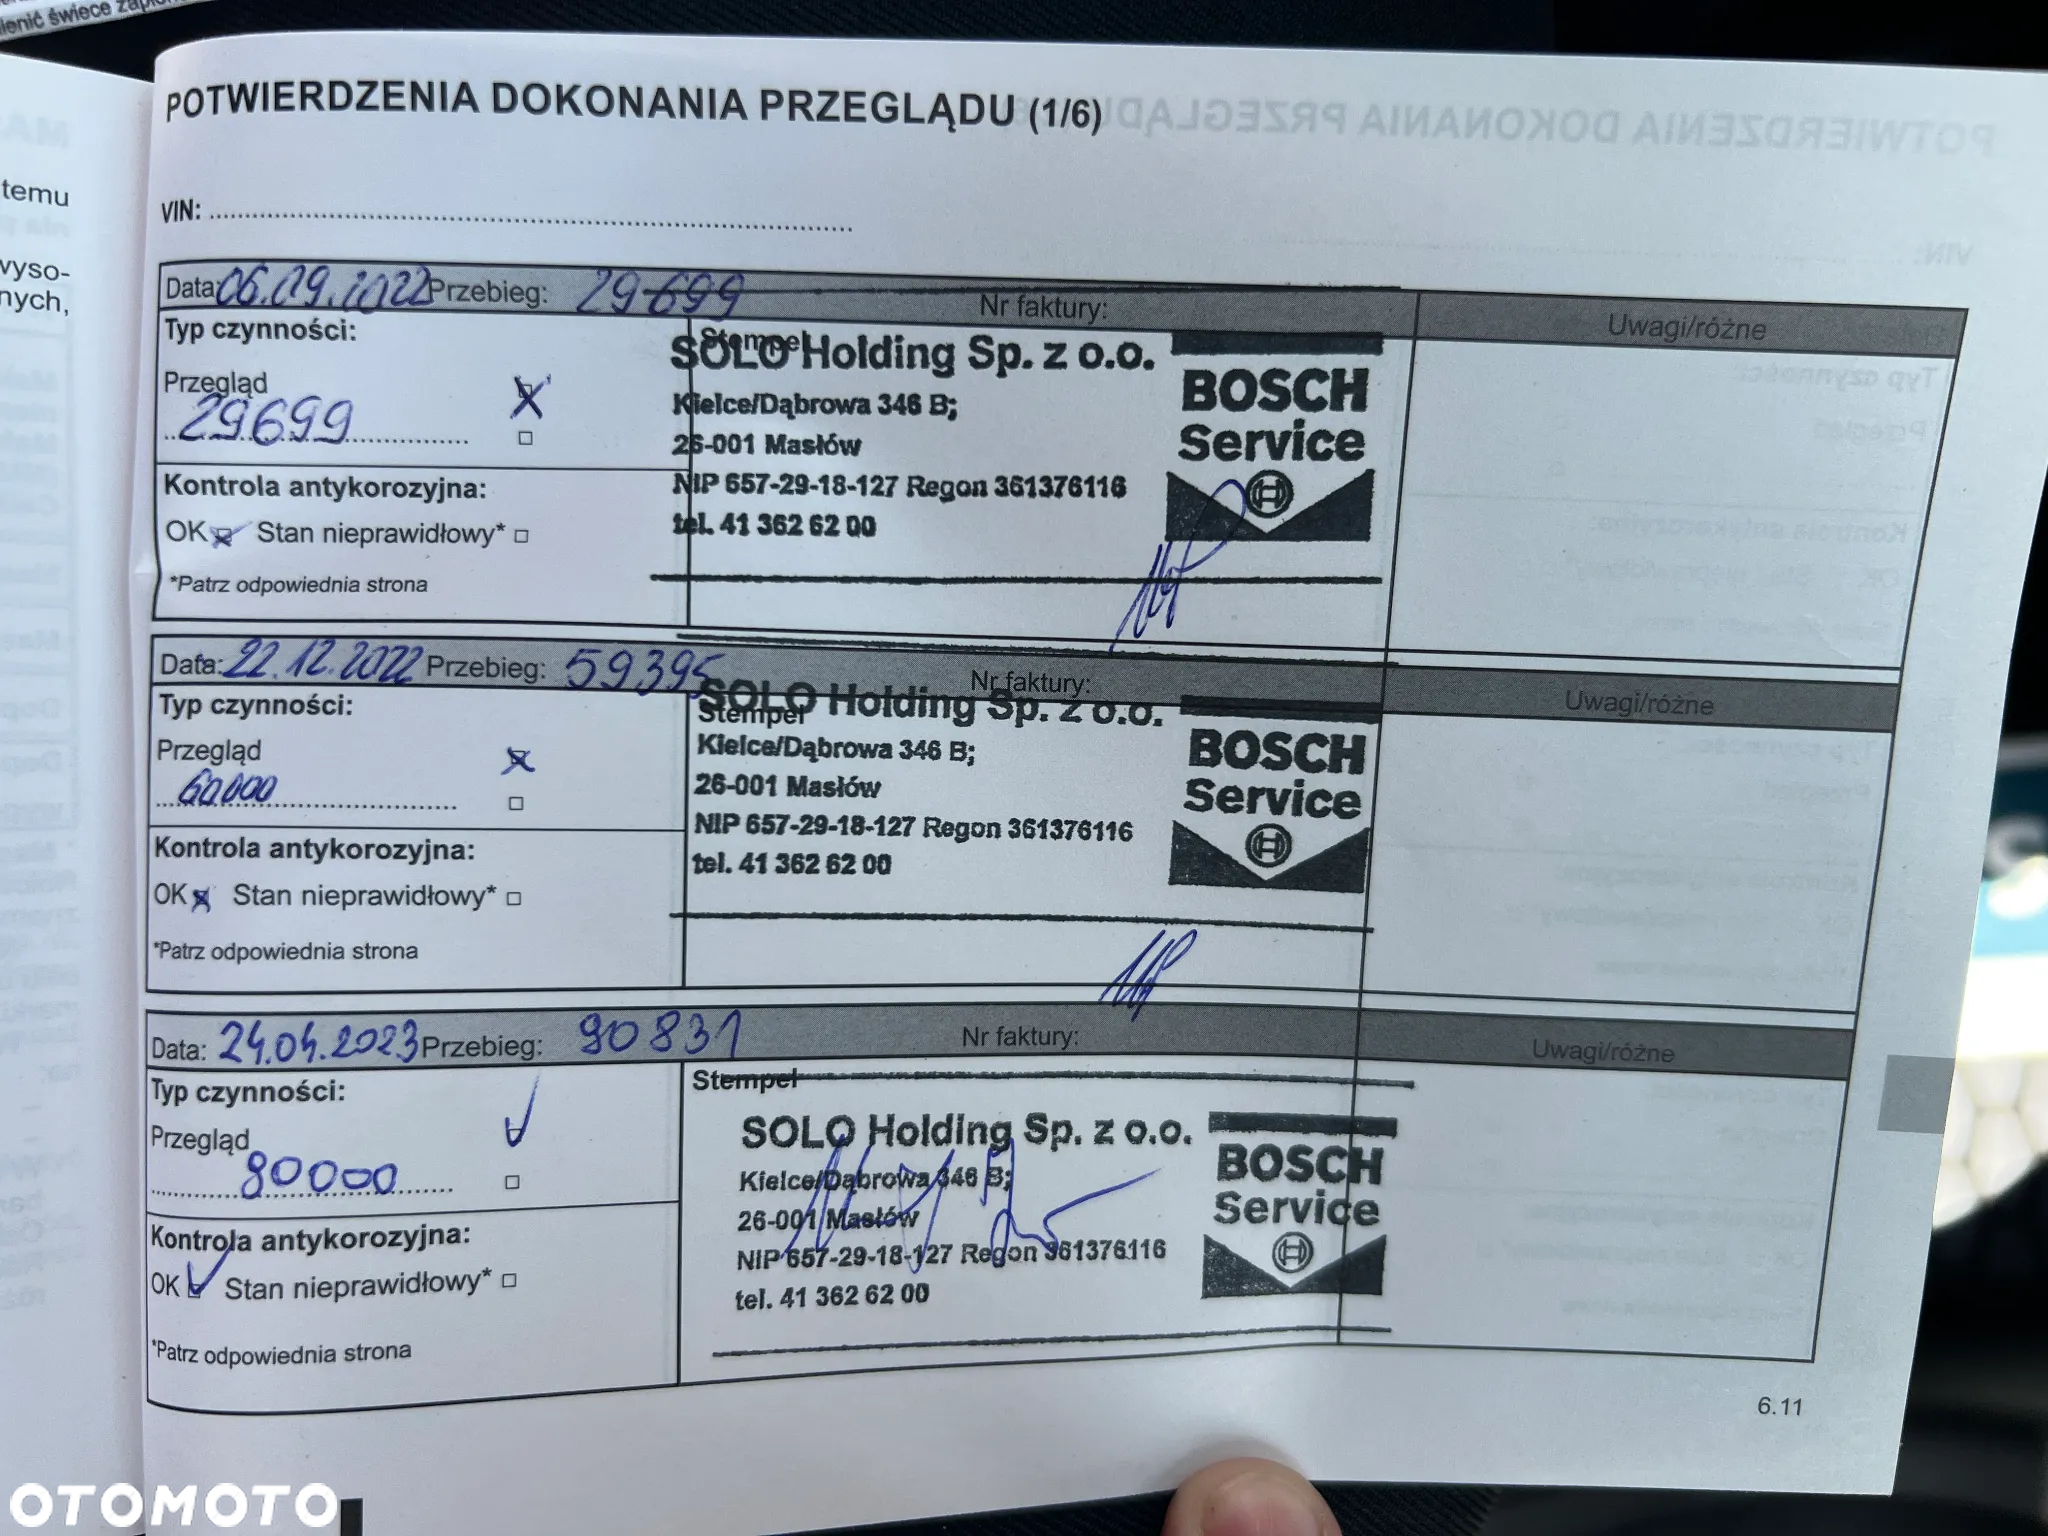 ienić świece
POTWIERDZENIA DOKONANIA PRZEGLĄDU (1/6)
temu
wyso-
nych,
VIN:
Data: 06.09.2022 Przebieg: 29699 Nr faktury: Uwagi/różne
Typ czynności:
Stempel
Przegląd
29699
SOLO Holding Sp. z o.o.
Kielce/Dąbrowa 346 B;
26-001 Masłów
NIP 657-29-18-127 Regon 361376116
tel. 41 362 62 00
BOSCH
Service
Kontrola antykorozyjna:
OK Stan nieprawidłowy*
*Patrz odpowiednia strona
Data: 22.12.2022 Przebieg: 59395 Nr faktury: Uwagi/różne
Typ czynności:
Stempel
Przegląd
60000
SOLO Holding Sp. z o.o.
Kielce/Dąbrowa 346 B;
26-001 Masłów
NIP 657-29-18-127 Regon 361376116
tel. 41 362 62 00
BOSCH
Service
Kontrola antykorozyjna:
OK Stan nieprawidłowy*
*Patrz odpowiednia strona
Data: 24.04.2023 Przebieg: 90831 Nr faktury: Uwagi/różne
Typ czynności:
Stempel
Przegląd
90000
SOLO Holding Sp. z o.o.
Kielce/Dąbrowa 346 B;
26-001 Masłów
NIP 657-29-18-127 Regon 361376116
tel. 41 362 62 00
BOSCH
Service
Kontrola antykorozyjna:
OK Stan nieprawidłowy*
*Patrz odpowiednia strona
6.11
OTOMOTO